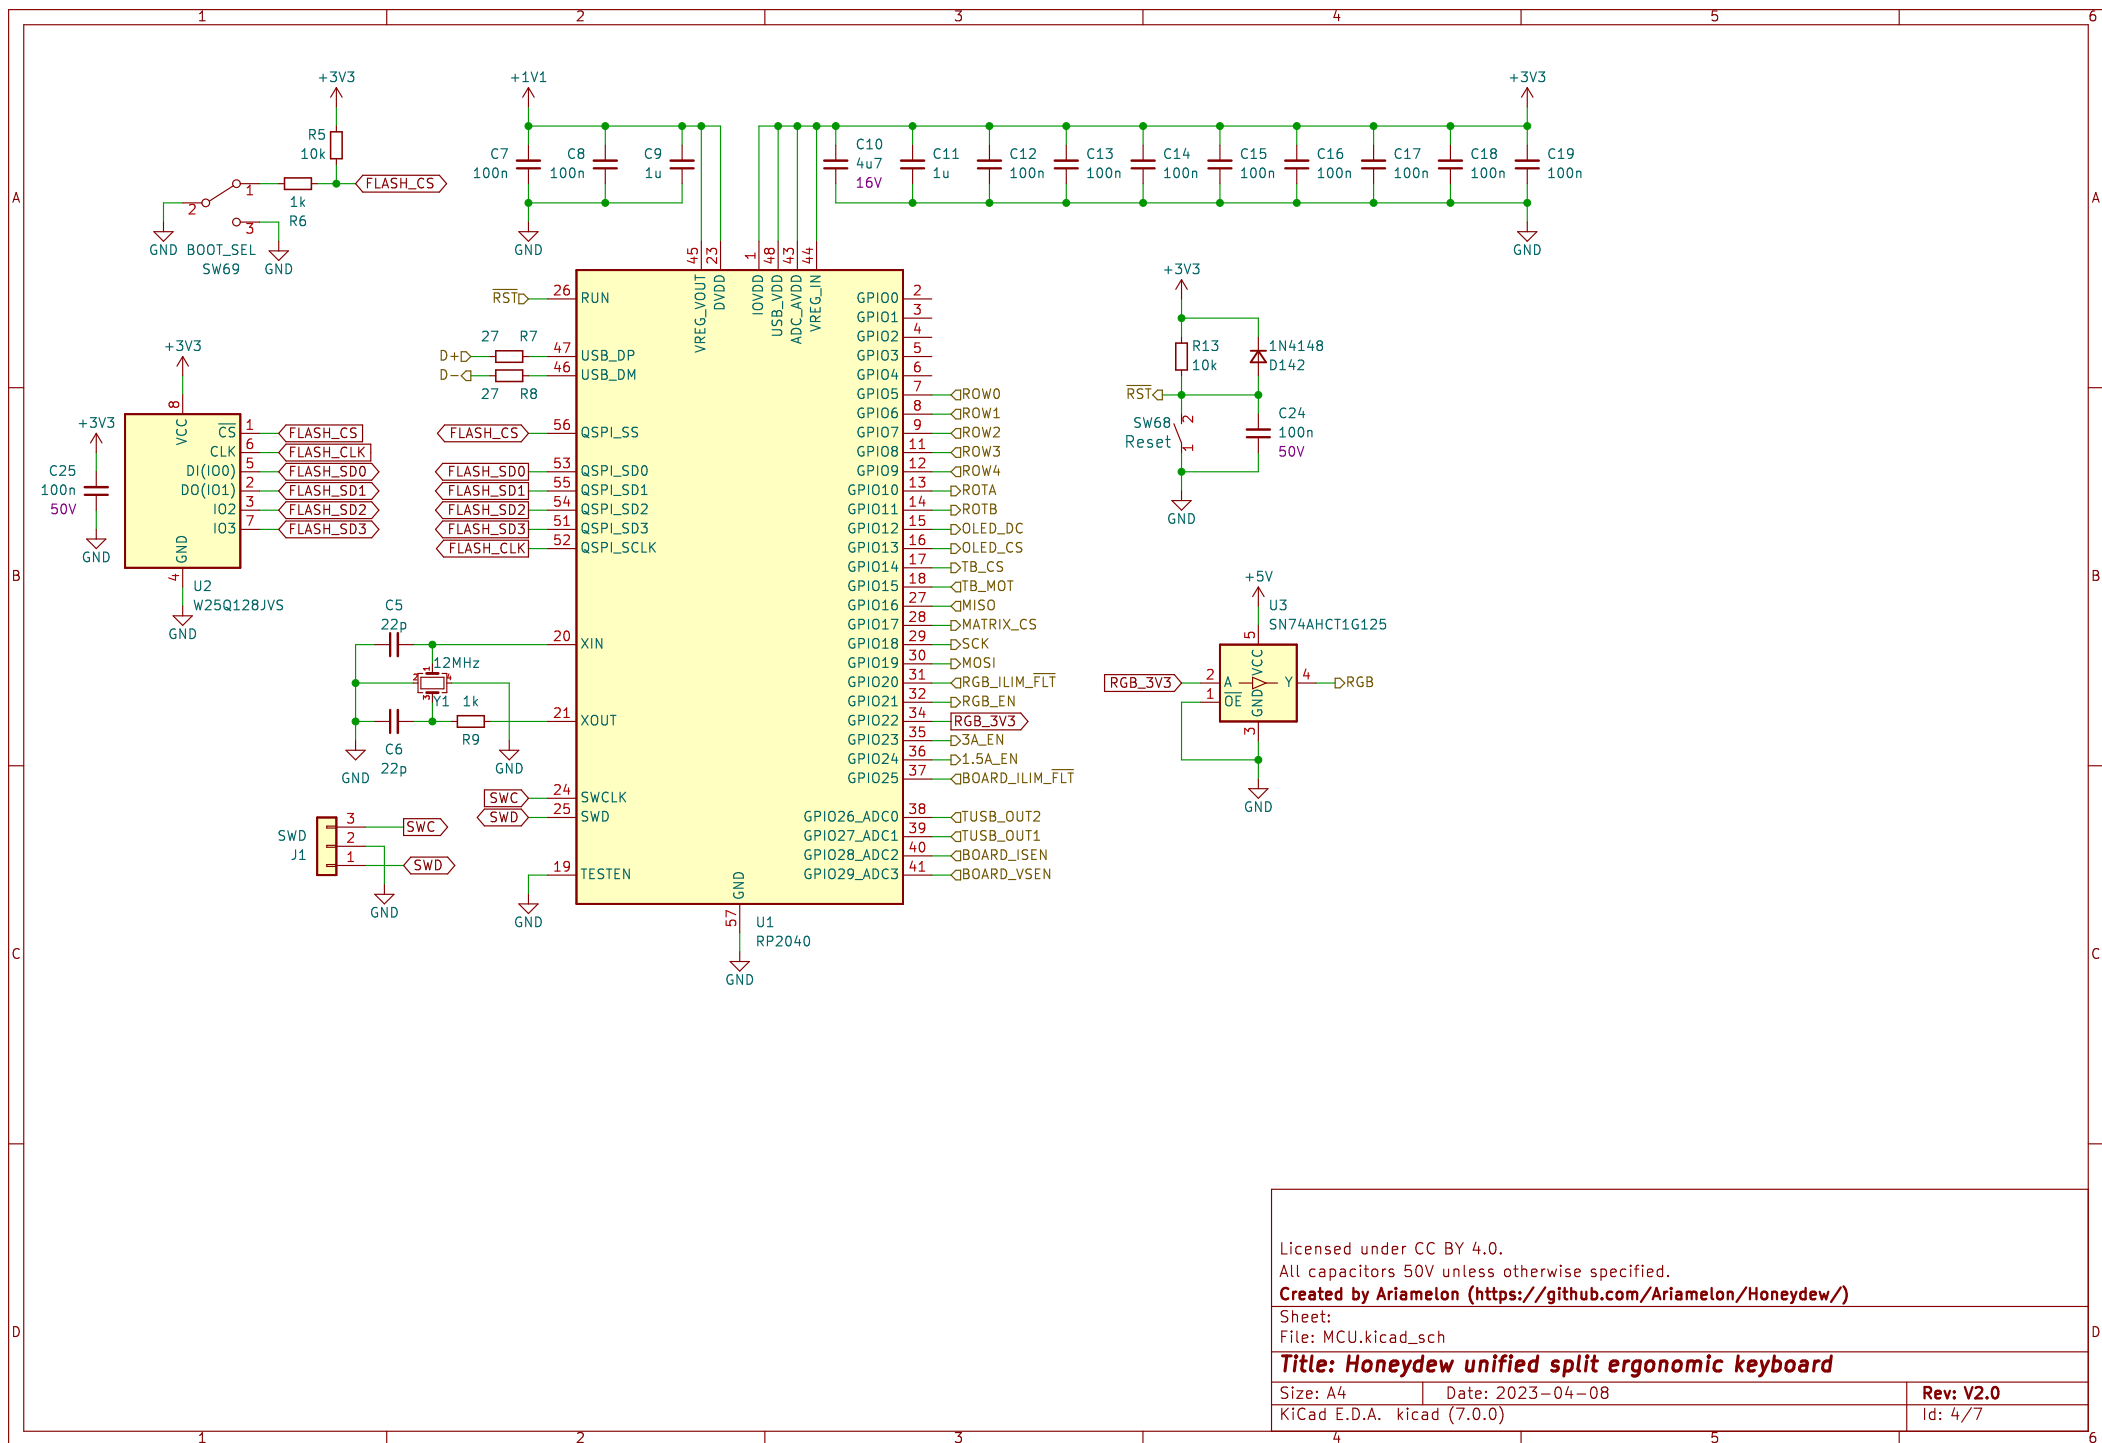 1 2 3 4 5 6
A
B
C
D
+3V3
R5
10k
FLASH_CS
1
2
3
1k
R6
GND
BOOT_SEL
SW69
GND
+1V1
C7
100n
C8
100n
C9
1u
GND
+3V3
C10
4u7
16V
C11
1u
C12
100n
C13
100n
C14
100n
C15
100n
C16
100n
C17
100n
C18
100n
C19
100n
GND
+3V3
C25
100n
50V
GND
+3V3
8
VCC
CS 1 FLASH_CS
CLK 6 FLASH_CLK
DI(IO0) 5 FLASH_SD0
DO(IO1) 2 FLASH_SD1
IO2 3 FLASH_SD2
IO3 7 FLASH_SD3
GND
4
U2
W25Q128JVS
GND
45 VREG_VOUT
23 DVDD
1 IOVDD
48 USB_VDD
43 ADC_AVDD
44 VREG_IN
RST 26 RUN
27 R7
D+ 47 USB_DP
D- 46 USB_DM
27 R8
FLASH_CS 56 QSPI_SS
FLASH_SD0 53 QSPI_SD0
FLASH_SD1 55 QSPI_SD1
FLASH_SD2 54 QSPI_SD2
FLASH_SD3 51 QSPI_SD3
FLASH_CLK 52 QSPI_SCLK
C5
22p
20 XIN
12MHz
1
2
3
4
Y1
1k
R9
21 XOUT
C6
22p
GND
GND
SWC 24 SWCLK
SWD 25 SWD
19 TESTEN
GND
SWD
J1
3 SWC
2
1 SWD
GND
GND
57
U1
RP2040
GND
GPIO0 2
GPIO1 3
GPIO2 4
GPIO3 5
GPIO4 6
GPIO5 7 ROW0
GPIO6 8 ROW1
GPIO7 9 ROW2
GPIO8 11 ROW3
GPIO9 12 ROW4
GPIO10 13 ROTA
GPIO11 14 ROTB
GPIO12 15 OLED_DC
GPIO13 16 OLED_CS
GPIO14 17 TB_CS
GPIO15 18 TB_MOT
GPIO16 27 MISO
GPIO17 28 MATRIX_CS
GPIO18 29 SCK
GPIO19 30 MOSI
GPIO20 31 RGB_ILIM_FLT
GPIO21 32 RGB_EN
GPIO22 34 RGB_3V3
GPIO23 35 3A_EN
GPIO24 36 1.5A_EN
GPIO25 37 BOARD_ILIM_FLT
GPIO26_ADC0 38 TUSB_OUT2
GPIO27_ADC1 39 TUSB_OUT1
GPIO28_ADC2 40 BOARD_ISEN
GPIO29_ADC3 41 BOARD_VSEN
+3V3
R13
10k
1N4148
D142
RST
SW68
Reset
2
1
C24
100n
50V
GND
+5V
U3
SN74AHCT1G125
5
VCC
RGB_3V3 2 A Y 4 RGB
1 OE
GND
3
GND
Licensed under CC BY 4.0.
All capacitors 50V unless otherwise specified.
Created by Ariamelon (https://github.com/Ariamelon/Honeydew/)
Sheet:
File: MCU.kicad_sch
Title: Honeydew unified split ergonomic keyboard
Size: A4 Date: 2023-04-08 Rev: V2.0
KiCad E.D.A. kicad (7.0.0) Id: 4/7
A
B
C
D
1 2 3 4 5 6